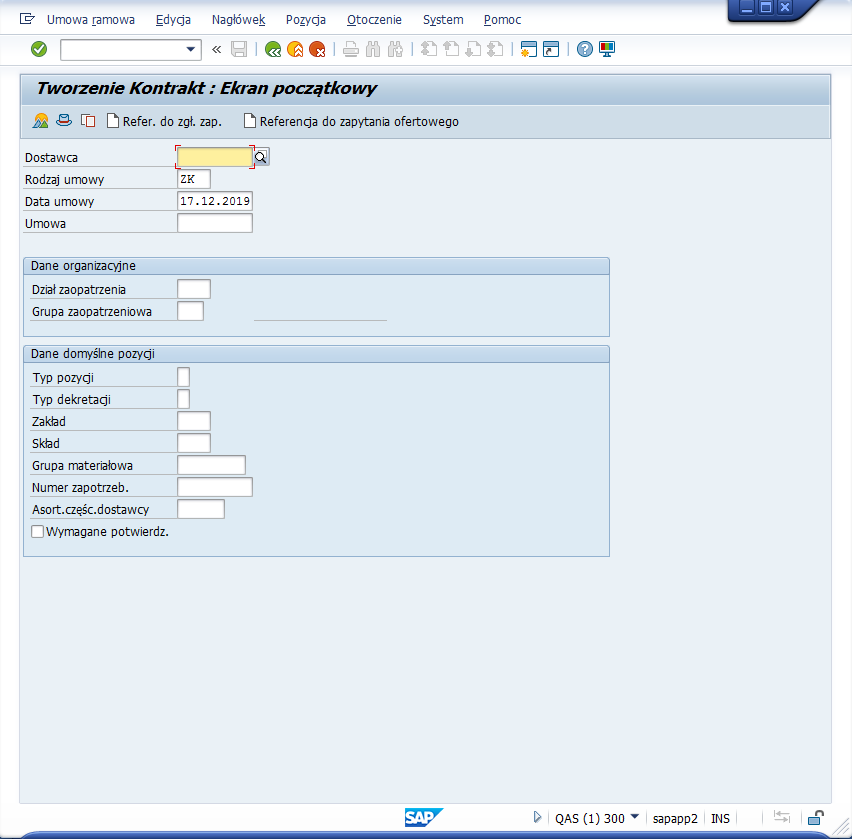 Umowa ramowa Edycja Nagłówek Pozycja Otoczenie System Pomoc
Tworzenie Kontrakt : Ekran początkowy
Refer. do zgł. zap. Referencja do zapytania ofertowego
Dostawca
Rodzaj umowy ZK
Data umowy 17.12.2019
Umowa
Dane organizacyjne
Dział zaopatrzenia
Grupa zaopatrzeniowa
Dane domyślne pozycji
Typ pozycji
Typ dekretacji
Zakład
Skład
Grupa materiałowa
Numer zapotrzeb.
Asort.częśc.dostawcy
Wymagane potwierdz.
SAP QAS (1) 300 sapapp2 INS